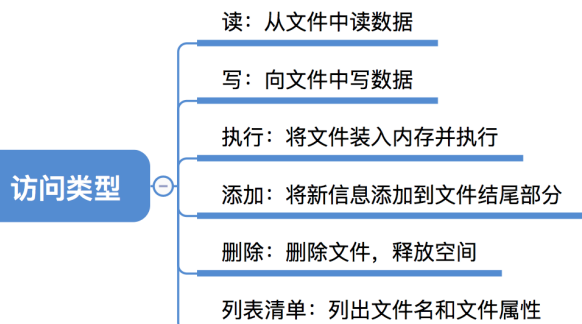 读：从文件中读数据
写：向文件中写数据
执行：将文件装入内存并执行
访问类型
添加：将新信息添加到文件结尾部分
删除：删除文件，释放空间
列表清单：列出文件名和文件属性